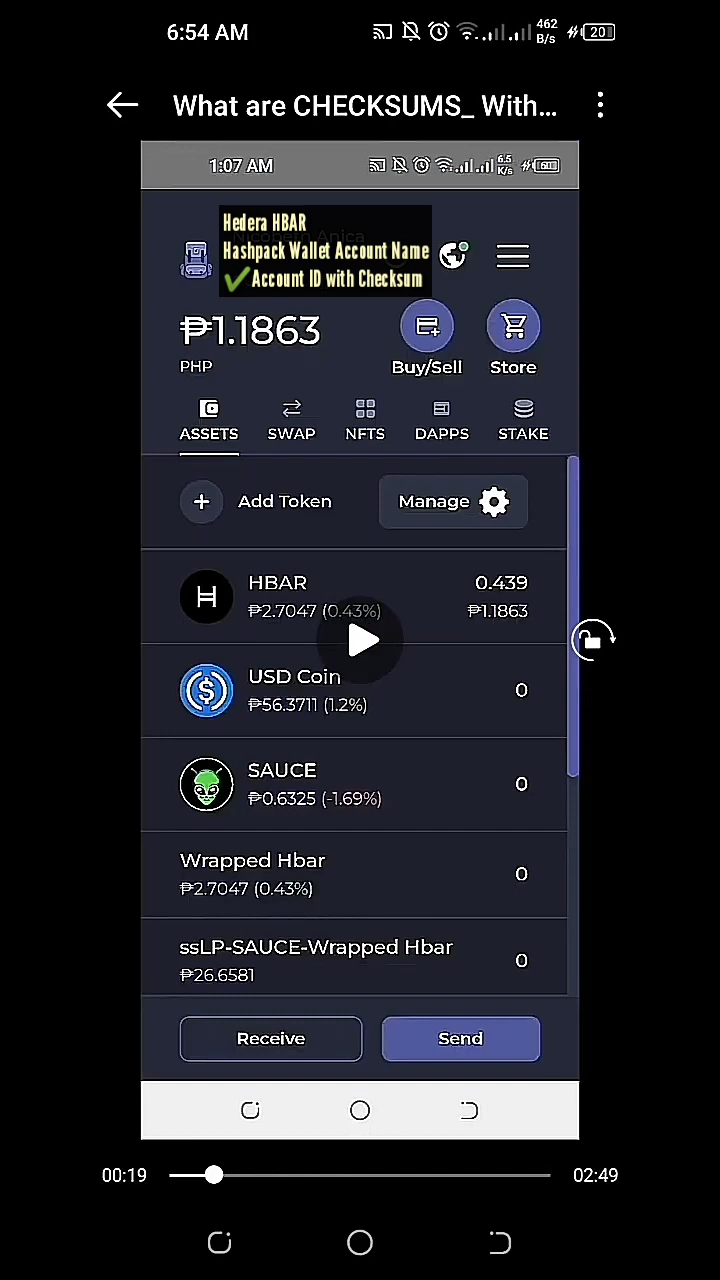 6:54 AM
462
B/s
20
What are CHECKSUMS_ With...
1:07 AM
6.5
K/s
60
Hedera HBAR
Hashpack Wallet Account Name
✔Account ID with Checksum
₱1.1863
PHP
Buy/Sell
Store
ASSETS
SWAP
NFTS
DAPPS
STAKE
+
Add Token
Manage
HBAR
0.439
₱2.7047 (0.43%)
₱1.1863
USD Coin
₱56.3711 (1.2%)
0
SAUCE
₱0.6325 (-1.69%)
0
Wrapped Hbar
₱2.7047 (0.43%)
0
ssLP-SAUCE-Wrapped Hbar
₱26.6581
0
Receive
Send
00:19
02:49